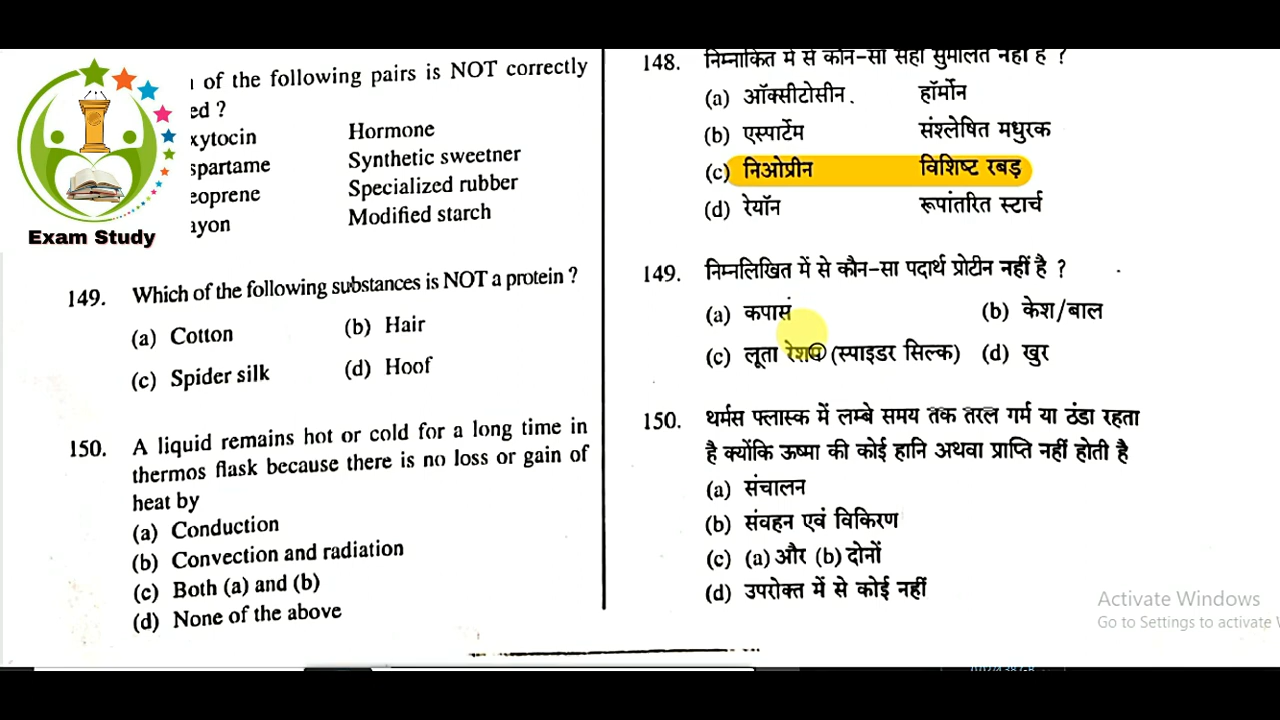 Exam Study
of the following pairs is NOT correctly
ed ?
xytocin Hormone
spartame Synthetic sweetner
eoprene Specialized rubber
ayon Modified starch
149. Which of the following substances is NOT a protein ?
(a) Cotton (b) Hair
(c) Spider silk (d) Hoof
150. A liquid remains hot or cold for a long time in
thermos flask because there is no loss or gain of
heat by
(a) Conduction
(b) Convection and radiation
(c) Both (a) and (b)
(d) None of the above
148. निम्नांकित में से कौन-सा सही सुमेलित नहीं है ?
(a) ऑक्सीटोसीन हॉर्मोन
(b) एस्पार्टेम संश्लेषित मधुरक
(c) निओप्रीन विशिष्ट रबड़
(d) रेयॉन रूपांतरित स्टार्च
149. निम्नलिखित में से कौन-सा पदार्थ प्रोटीन नहीं है ?
(a) कपास (b) केश/बाल
(c) लूता रेशम (स्पाइडर सिल्क) (d) खुर
150. थर्मस फ्लास्क में लम्बे समय तक तरल गर्म या ठंडा रहता
है क्योंकि ऊष्मा की कोई हानि अथवा प्राप्ति नहीं होती है
(a) संचालन
(b) संवहन एवं विकिरण
(c) (a) और (b) दोनों
(d) उपरोक्त में से कोई नहीं
Activate Windows
Go to Settings to activate